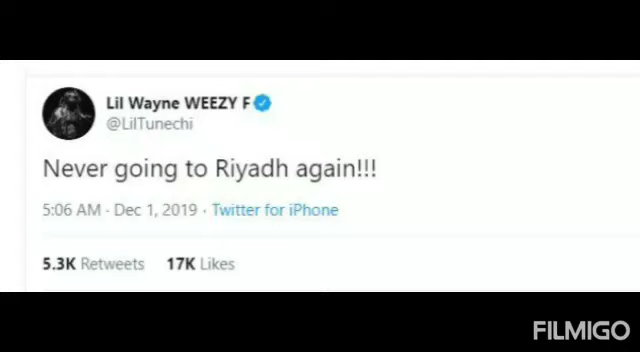 Lil Wayne WEEZY F
@LilTunechi
Never going to Riyadh again!!!
5:06 AM · Dec 1, 2019 · Twitter for iPhone
5.3K Retweets 17K Likes
FILMIGO